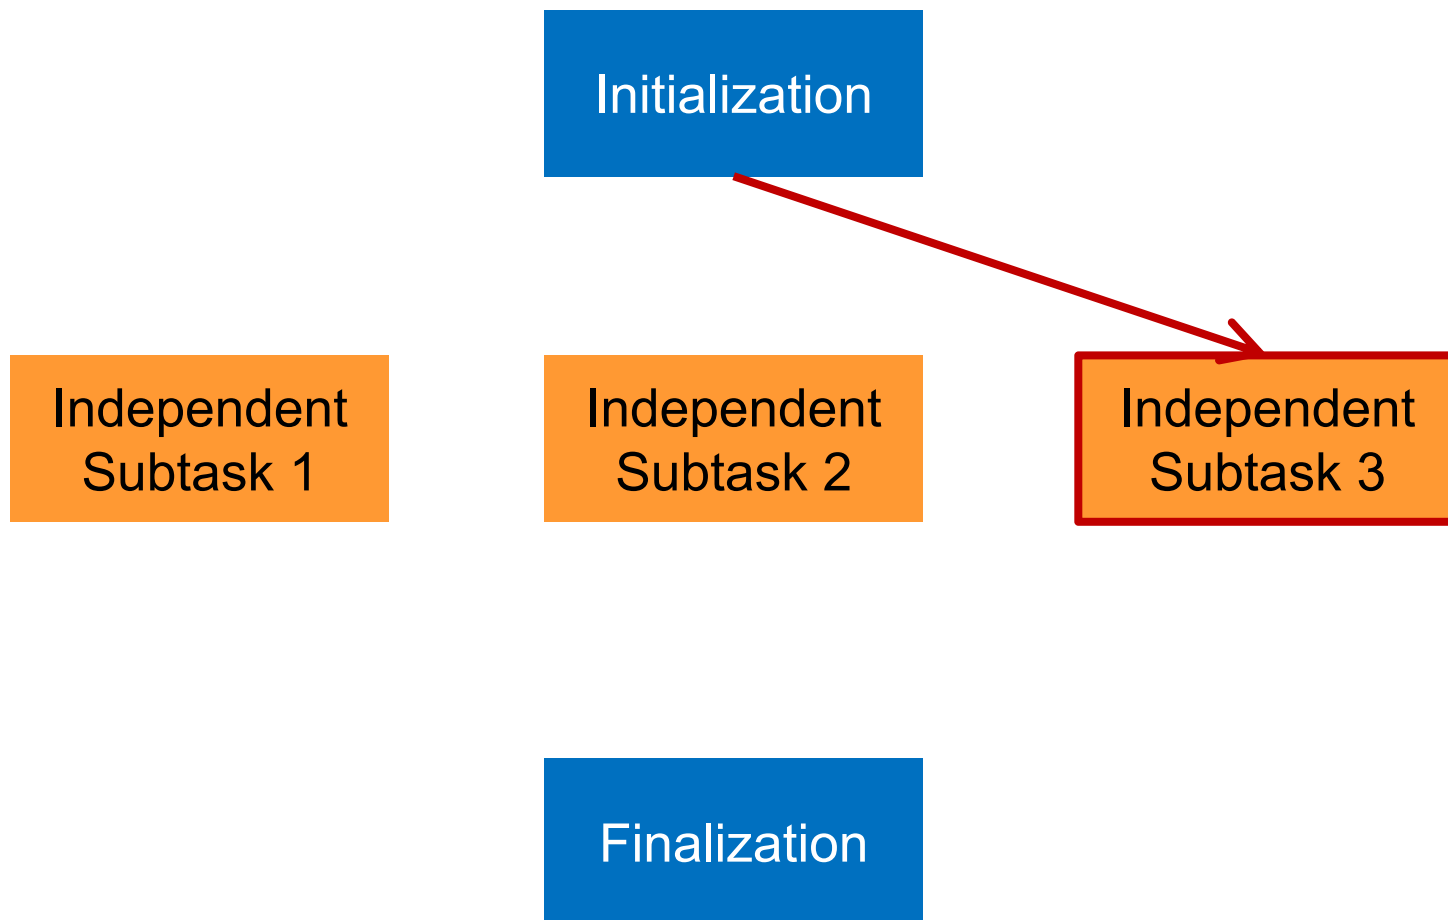 Initialization
Independent
Subtask 1
Independent
Subtask 2
Independent
Subtask 3
Finalization